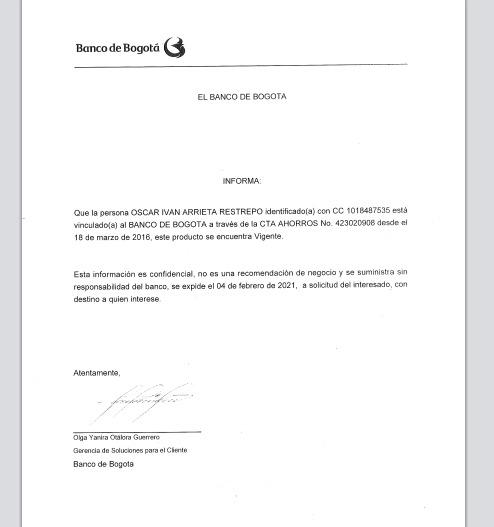 Banco de Bogotá
EL BANCO DE BOGOTA
INFORMA:
Que la persona OSCAR IVAN ARRIETA RESTREPO identificado(a) con CC 1018487535 está
vinculado(a) al BANCO DE BOGOTA a través de la CTA AHORROS No. 423020908 desde el
18 de marzo de 2016, este producto se encuentra Vigente.
Esta información es confidencial, no es una recomendación de negocio y se suministra sin
responsabilidad del banco, se expide el 04 de febrero de 2021, a solicitud del interesado, con
destino a quien interese.
Atentamente,
Olga Yanira Otálora Guerrero
Gerencia de Soluciones para el Cliente
Banco de Bogota